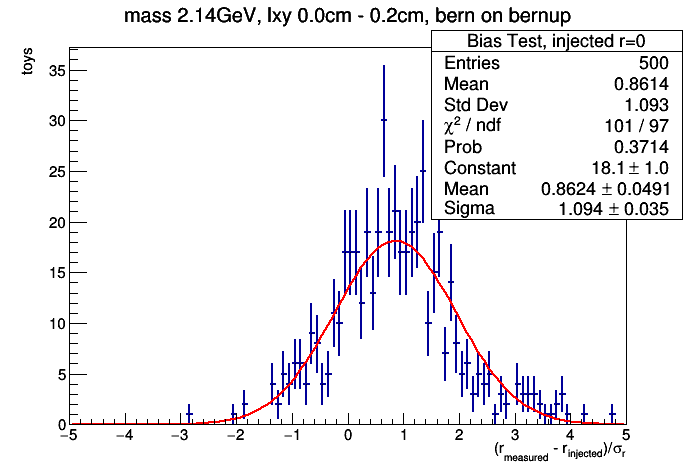 mass 2.14GeV, lxy 0.0cm - 0.2cm, bern on bernup
Bias Test, injected r=0
Entries 500
Mean 0.8614
Std Dev 1.093
χ² / ndf 101 / 97
Prob 0.3714
Constant 18.1 ± 1.0
Mean 0.8624 ± 0.0491
Sigma 1.094 ± 0.035
toys
35
30
25
20
15
10
5
0
−5 −4 −3 −2 −1 0 1 2 3 4 5
(r_measured - r_injected)/σ_r